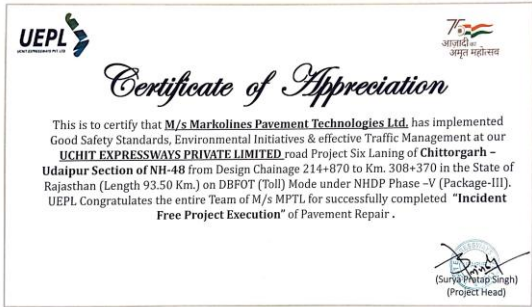 UEPL
UCHIT EXPRESSWAYS PVT. LTD.
75
आज़ादी का
अमृत महोत्सव
Certificate of Appreciation
This is to certify that M/s Markolines Pavement Technologies Ltd. has implemented
Good Safety Standards, Environmental Initiatives & effective Traffic Management at our
UCHIT EXPRESSWAYS PRIVATE LIMITED road Project Six Laning of Chittorgarh –
Udaipur Section of NH-48 from Design Chainage 214+870 to Km. 308+370 in the State of
Rajasthan (Length 93.50 Km.) on DBFOT (Toll) Mode under NHDP Phase –V (Package-III).
UEPL Congratulates the entire Team of M/s MPTL for successfully completed "Incident
Free Project Execution" of Pavement Repair .
(Surya Pratap Singh)
(Project Head)